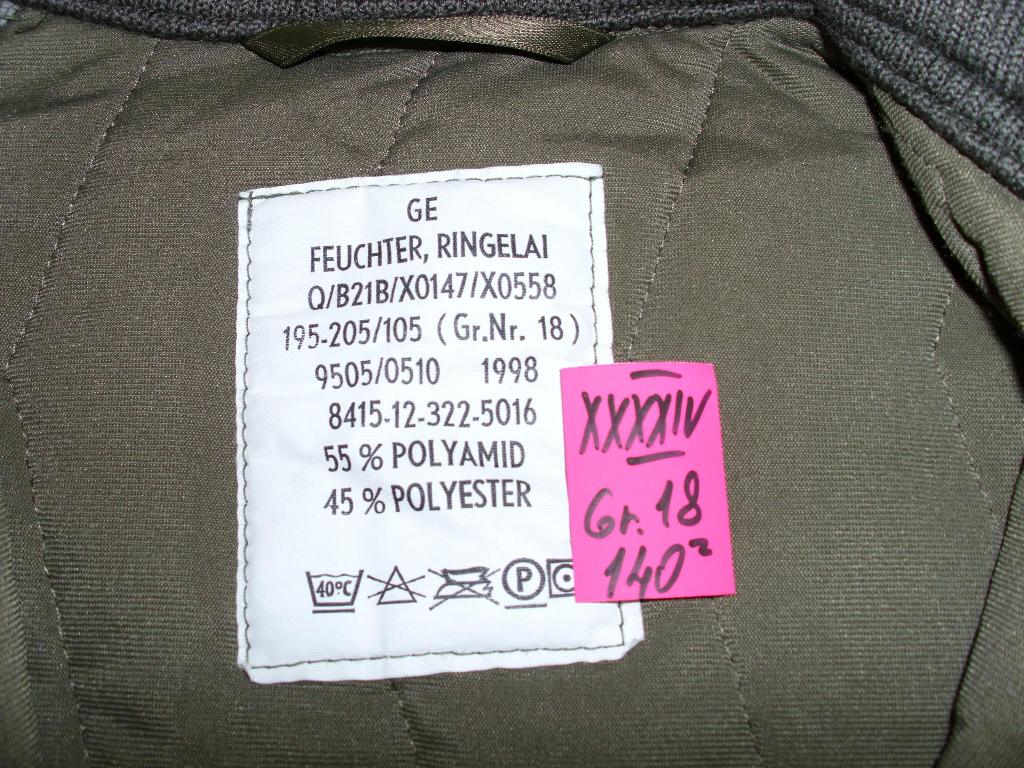 GE
FEUCHTER, RINGELAI
Q/B21B/X0147/X0558
195-205/105 (Gr.Nr. 18)
9505/0510 1998
8415-12-322-5016
55 % POLYAMID
45 % POLYESTER
40°C P
XXXXIV
Gr. 18
140²